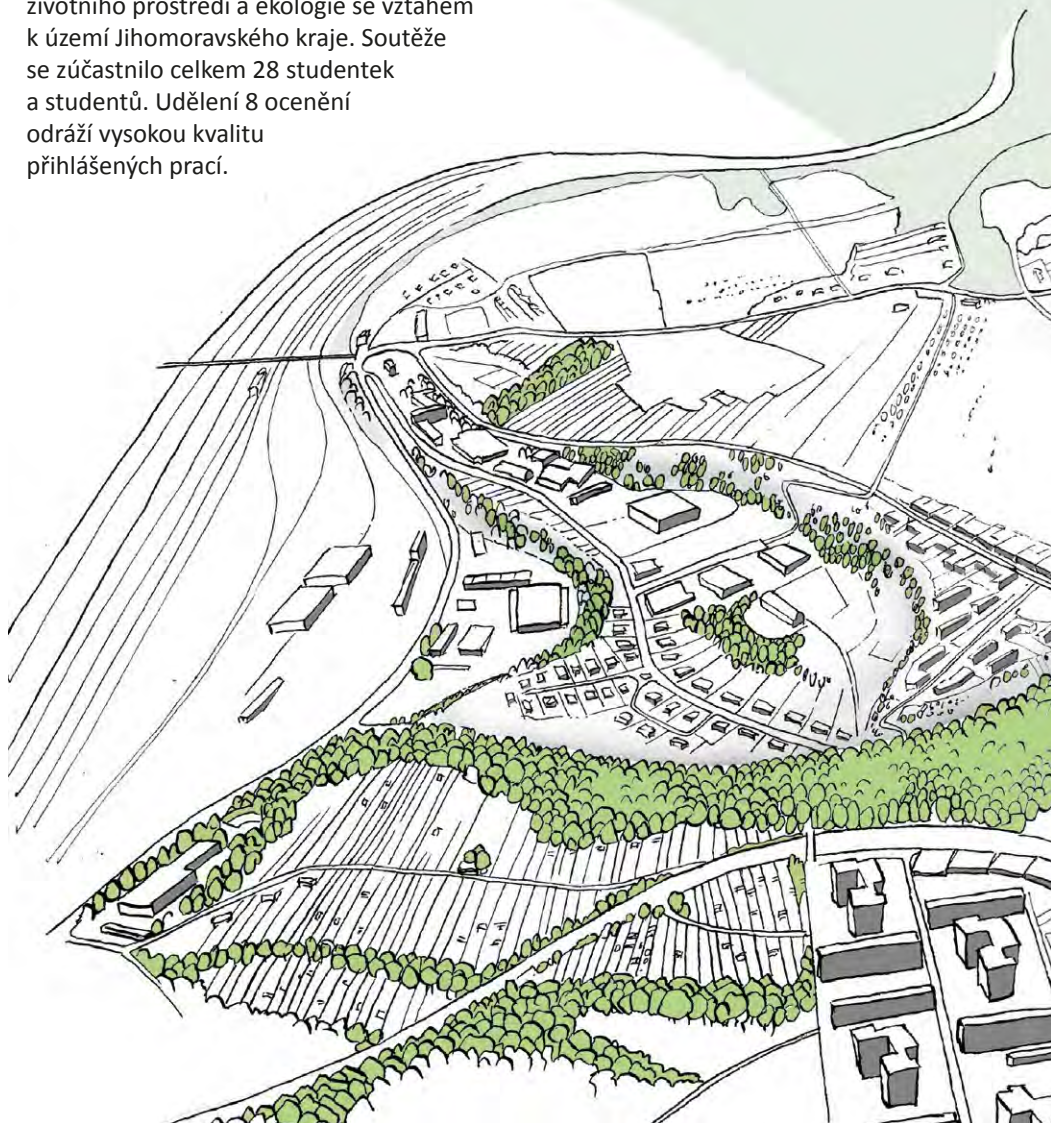 životního prostředí a ekologie se vztahem
k území Jihomoravského kraje. Soutěže
se zúčastnilo celkem 28 studentek
a studentů. Udělení 8 ocenění
odráží vysokou kvalitu
přihlášených prací.